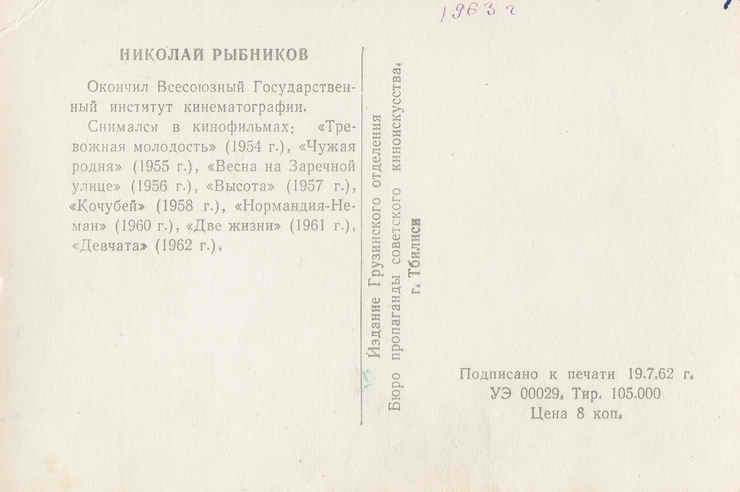 1963 г
НИКОЛАЙ РЫБНИКОВ
Окончил Всесоюзный Государствен-
ный институт кинематографии.
Снимался в кинофильмах: «Тре-
вожная молодость» (1954 г.), «Чужая
родня» (1955 г.), «Весна на Заречной
улице» (1956 г.), «Высота» (1957 г.),
«Кочубей» (1958 г.), «Нормандия-Не-
ман» (1960 г.), «Две жизни» (1961 г.),
«Девчата» (1962 г.).
Издание Грузинского отделения
Бюро пропаганды советского киноискусства.
г. Тбилиси
Подписано к печати 19.7.62 г.
УЭ 00029. Тир. 105.000
Цена 8 коп.